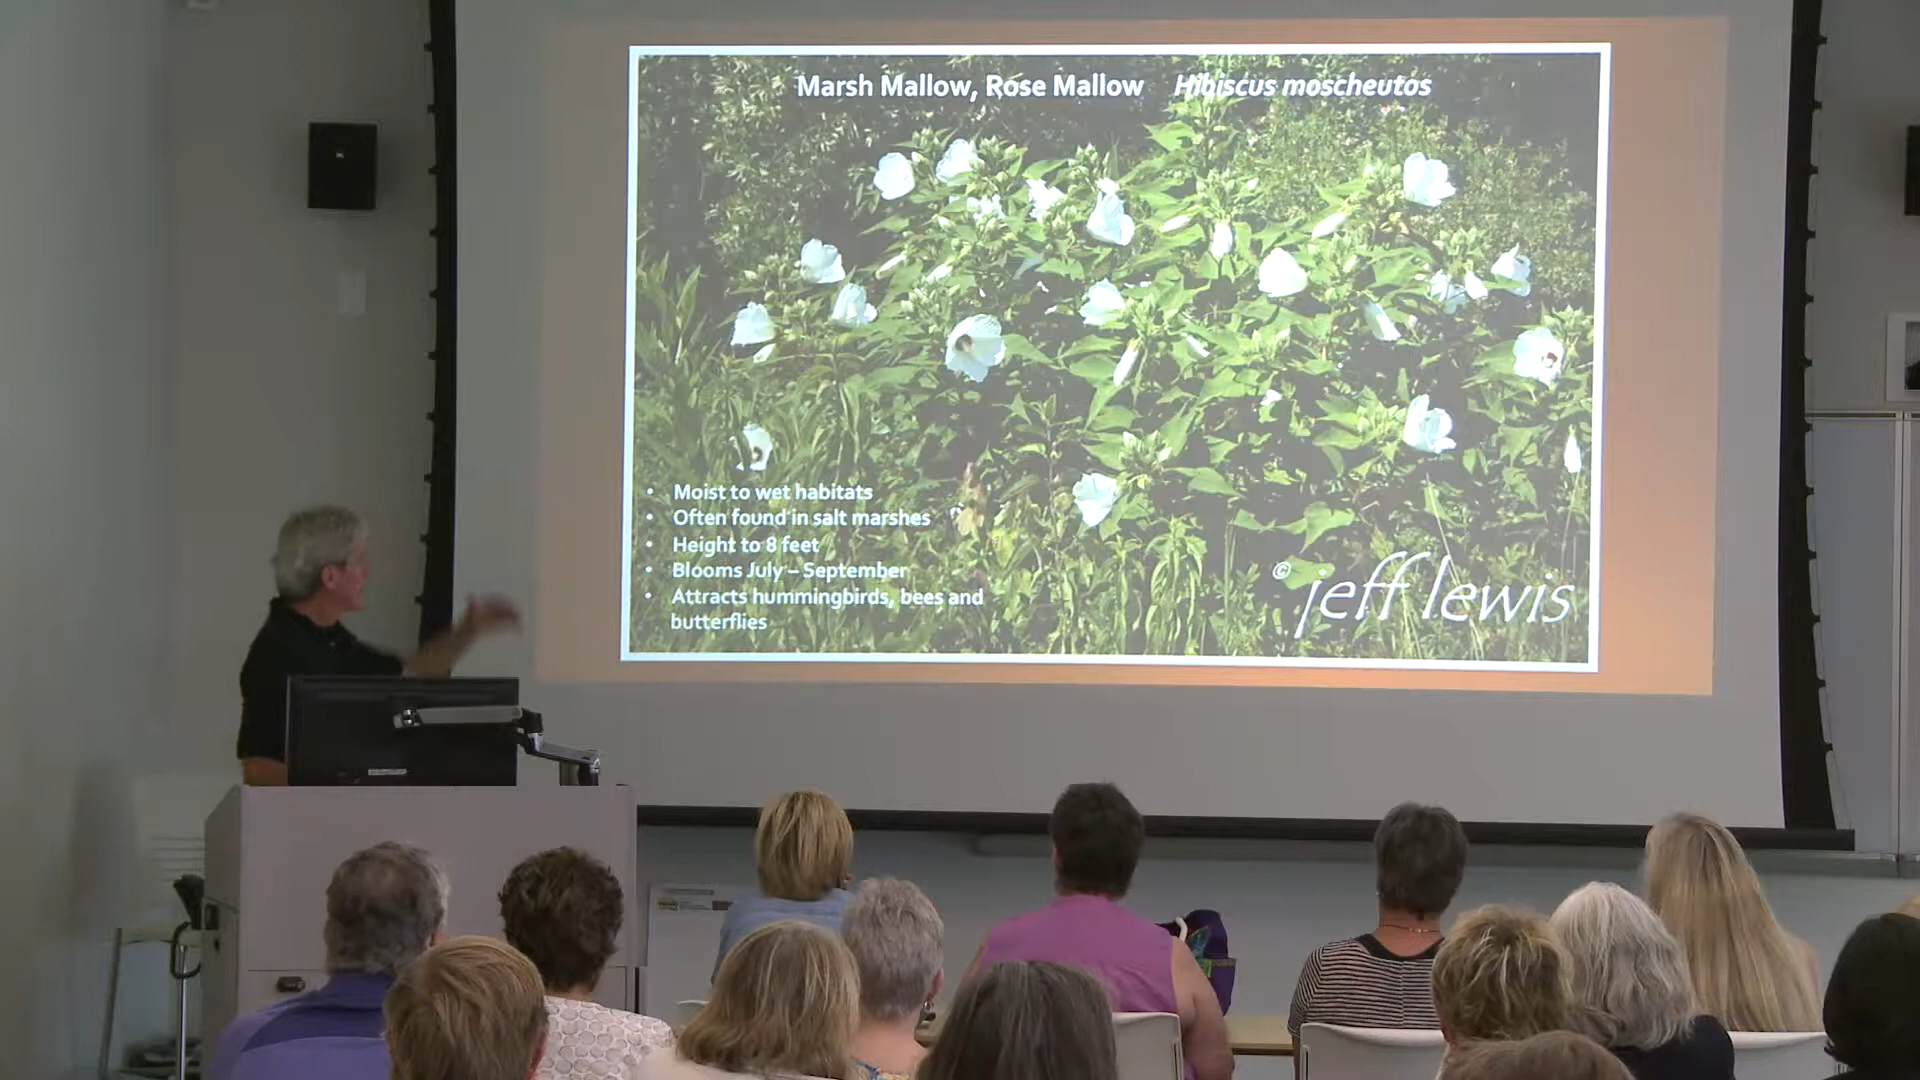 Marsh Mallow, Rose Mallow Hibiscus moscheutos
• Moist to wet habitats
• Often found in salt marshes
• Height to 8 feet
• Blooms July – September
• Attracts hummingbirds, bees and
butterflies
© jeff lewis